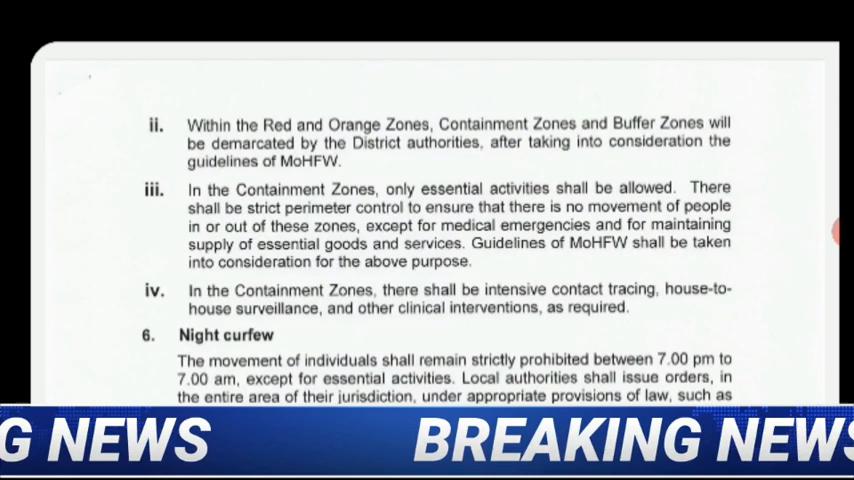 ii. Within the Red and Orange Zones, Containment Zones and Buffer Zones will
be demarcated by the District authorities, after taking into consideration the
guidelines of MoHFW.
iii. In the Containment Zones, only essential activities shall be allowed. There
shall be strict perimeter control to ensure that there is no movement of people
in or out of these zones, except for medical emergencies and for maintaining
supply of essential goods and services. Guidelines of MoHFW shall be taken
into consideration for the above purpose.
iv. In the Containment Zones, there shall be intensive contact tracing, house-to-
house surveillance, and other clinical interventions, as required.
6. Night curfew
The movement of individuals shall remain strictly prohibited between 7.00 pm to
7.00 am, except for essential activities. Local authorities shall issue orders, in
the entire area of their jurisdiction, under appropriate provisions of law, such as
G NEWS BREAKING NEWS